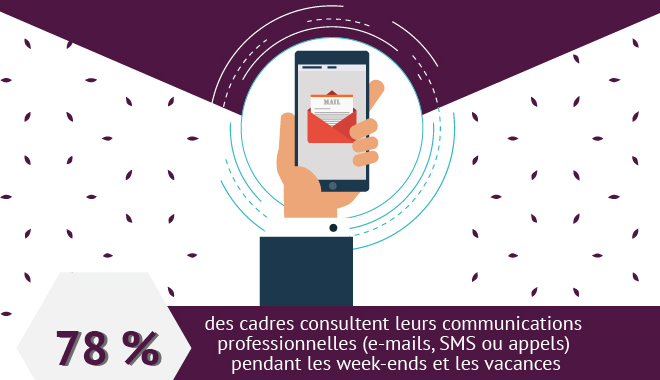 MAIL
78 %
des cadres consultent leurs communications
professionnelles (e-mails, SMS ou appels)
pendant les week-ends et les vacances